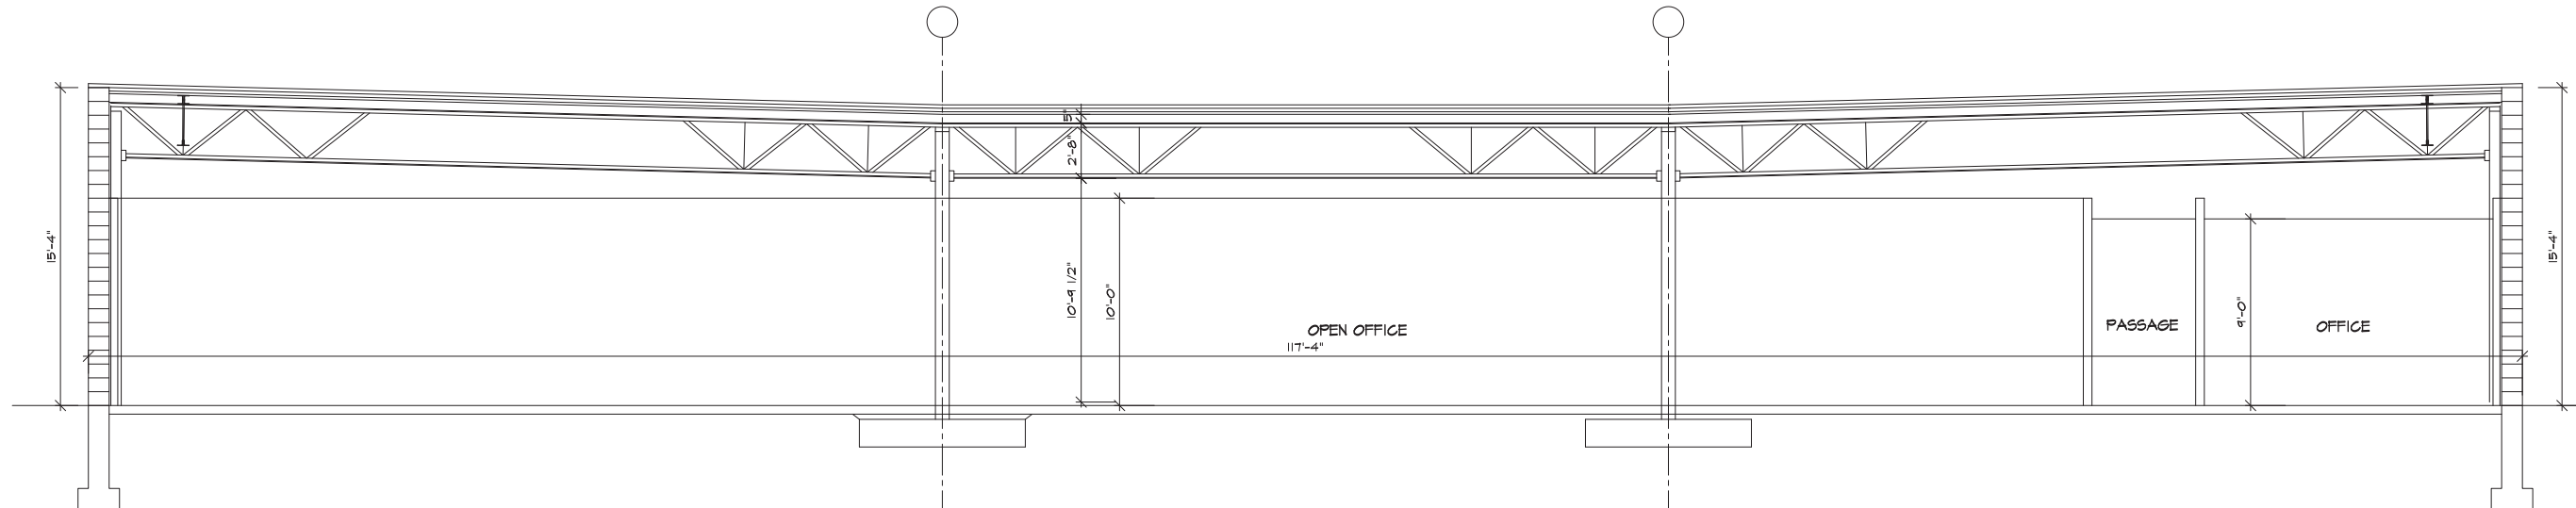 5"
2'-8"
15'-4"
15'-4"
10'-9 1/2"
10'-0"
9'-0"
OPEN OFFICE
PASSAGE
OFFICE
117'-4"